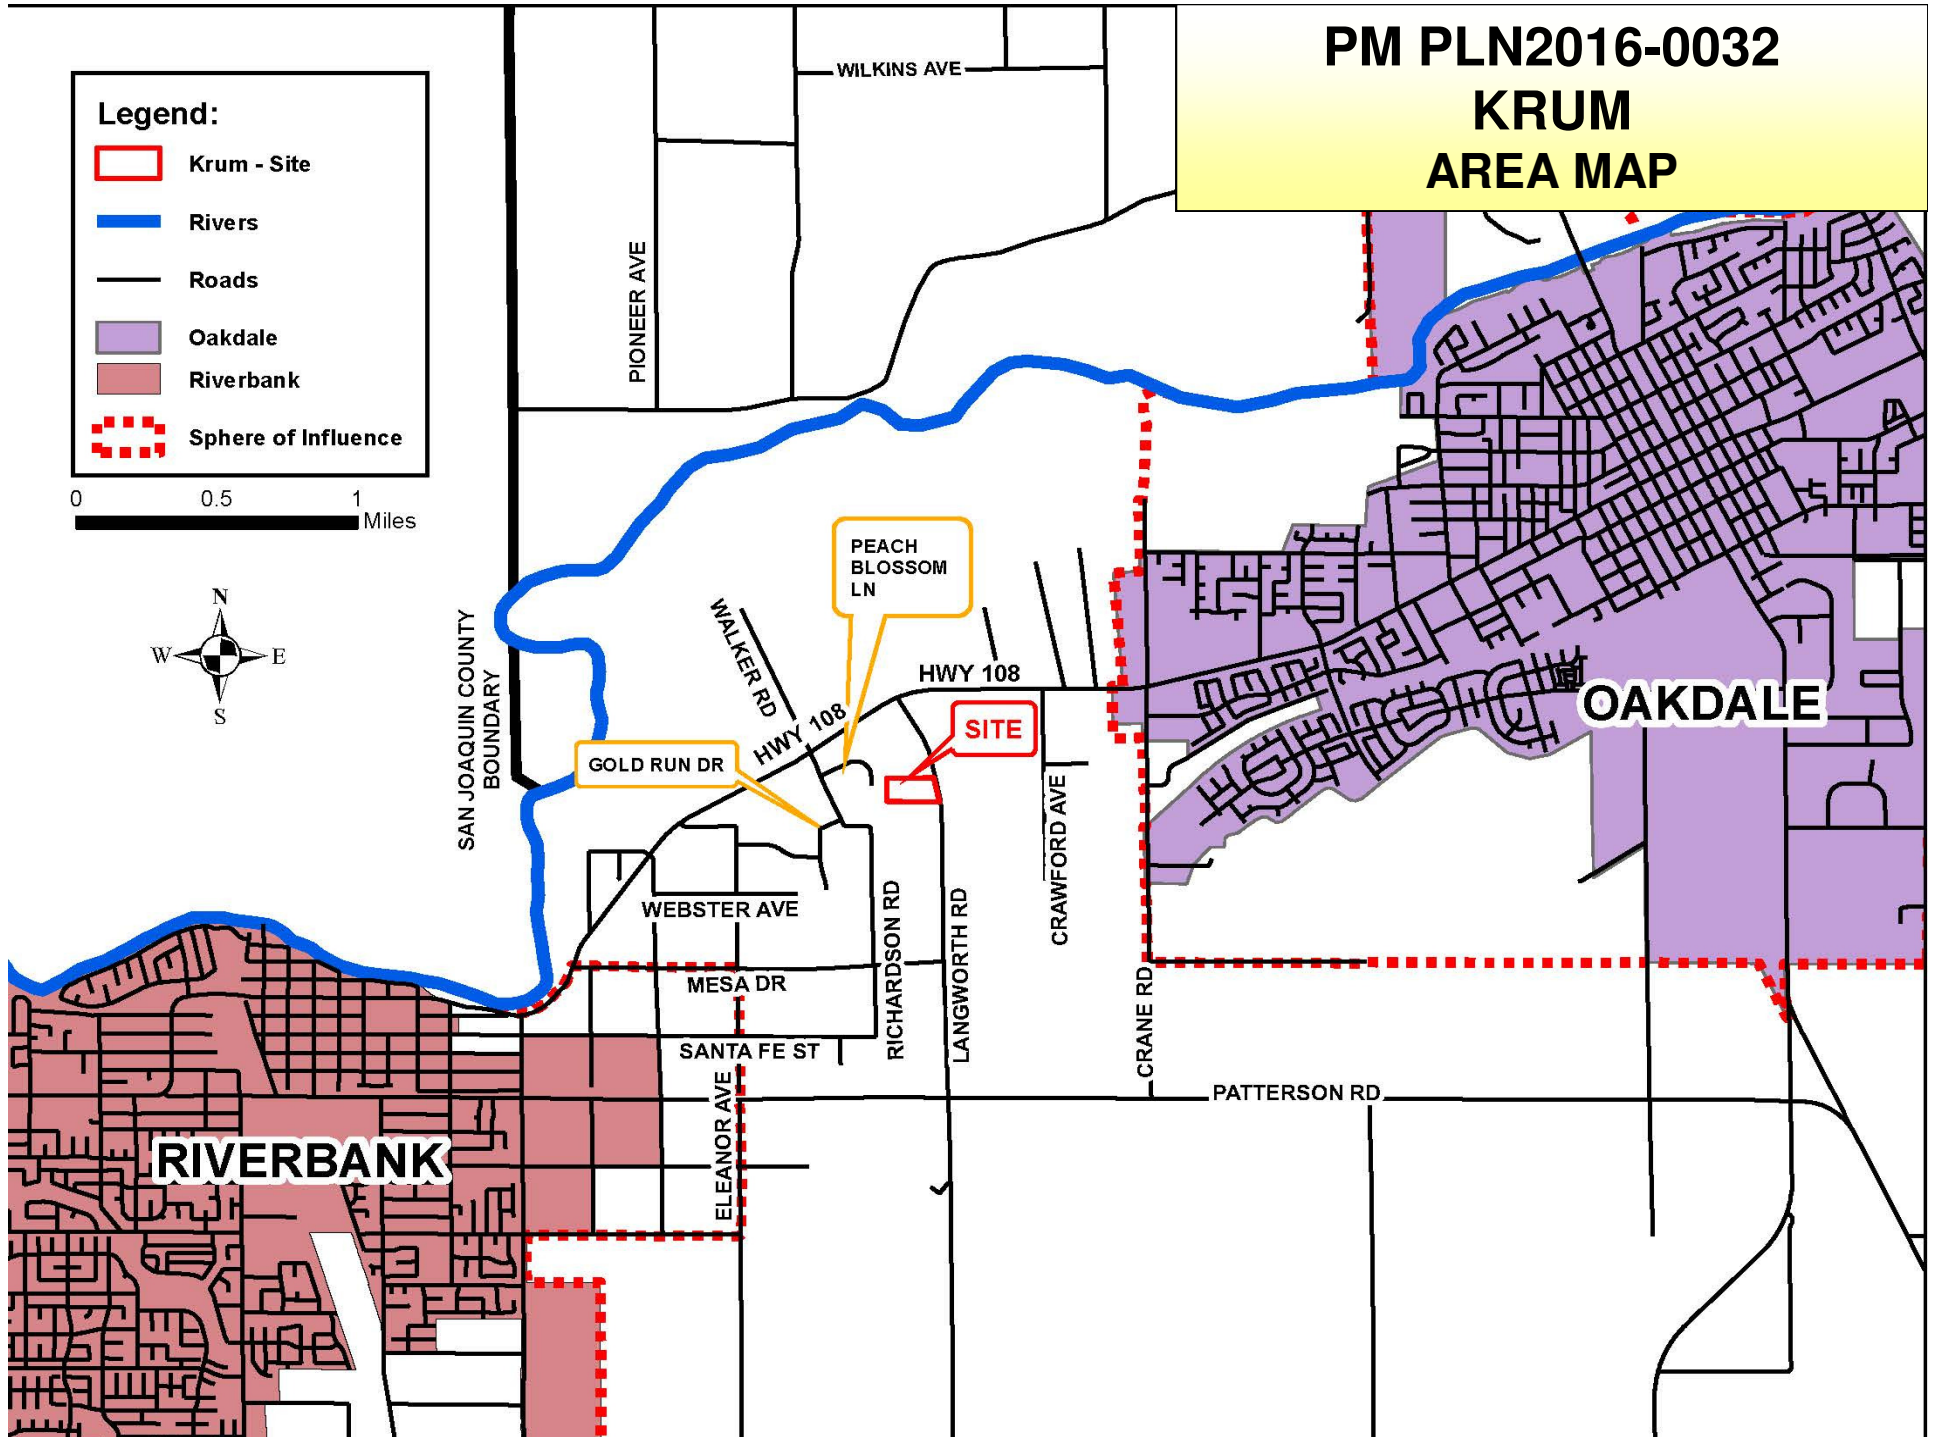 PM PLN2016-0032
KRUM
AREA MAP
WILKINS AVE
Legend:
Krum - Site
Rivers
Roads
Oakdale
Riverbank
Sphere of Influence
0 0.5 1
Miles
PIONEER AVE
N
W E
S
PEACH
BLOSSOM
LN
WALKER RD
HWY 108
HWY 108
SITE
GOLD RUN DR
SAN JOAQUIN COUNTY
BOUNDARY
OAKDALE
CRAWFORD AVE
WEBSTER AVE
RICHARDSON RD
LANGWORTH RD
MESA DR
SANTA FE ST
CRANE RD
PATTERSON RD
ELEANOR AVE
RIVERBANK